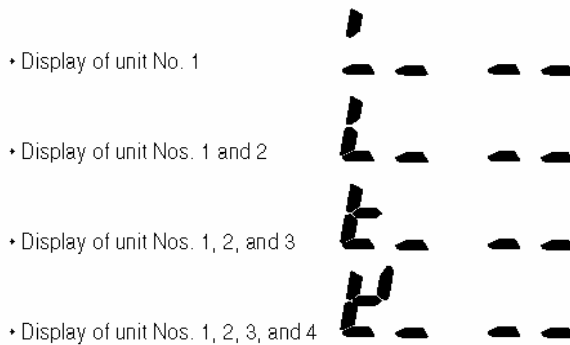 • Display of unit No. 1
• Display of unit Nos. 1 and 2
• Display of unit Nos. 1, 2, and 3
• Display of unit Nos. 1, 2, 3, and 4